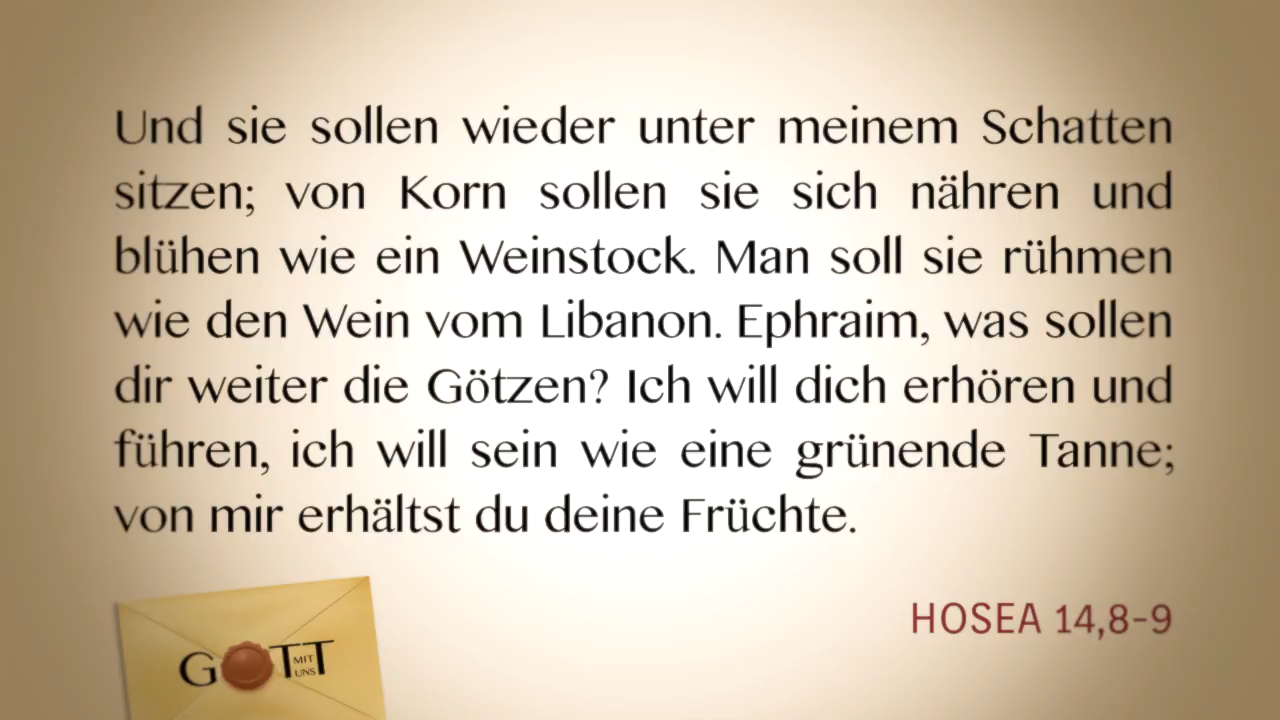 Und sie sollen wieder unter meinem Schatten
sitzen; von Korn sollen sie sich nähren und
blühen wie ein Weinstock. Man soll sie rühmen
wie den Wein vom Libanon. Ephraim, was sollen
dir weiter die Götzen? Ich will dich erhören und
führen, ich will sein wie eine grünende Tanne;
von mir erhältst du deine Früchte.
HOSEA 14,8-9
GOTT
MIT
UNS